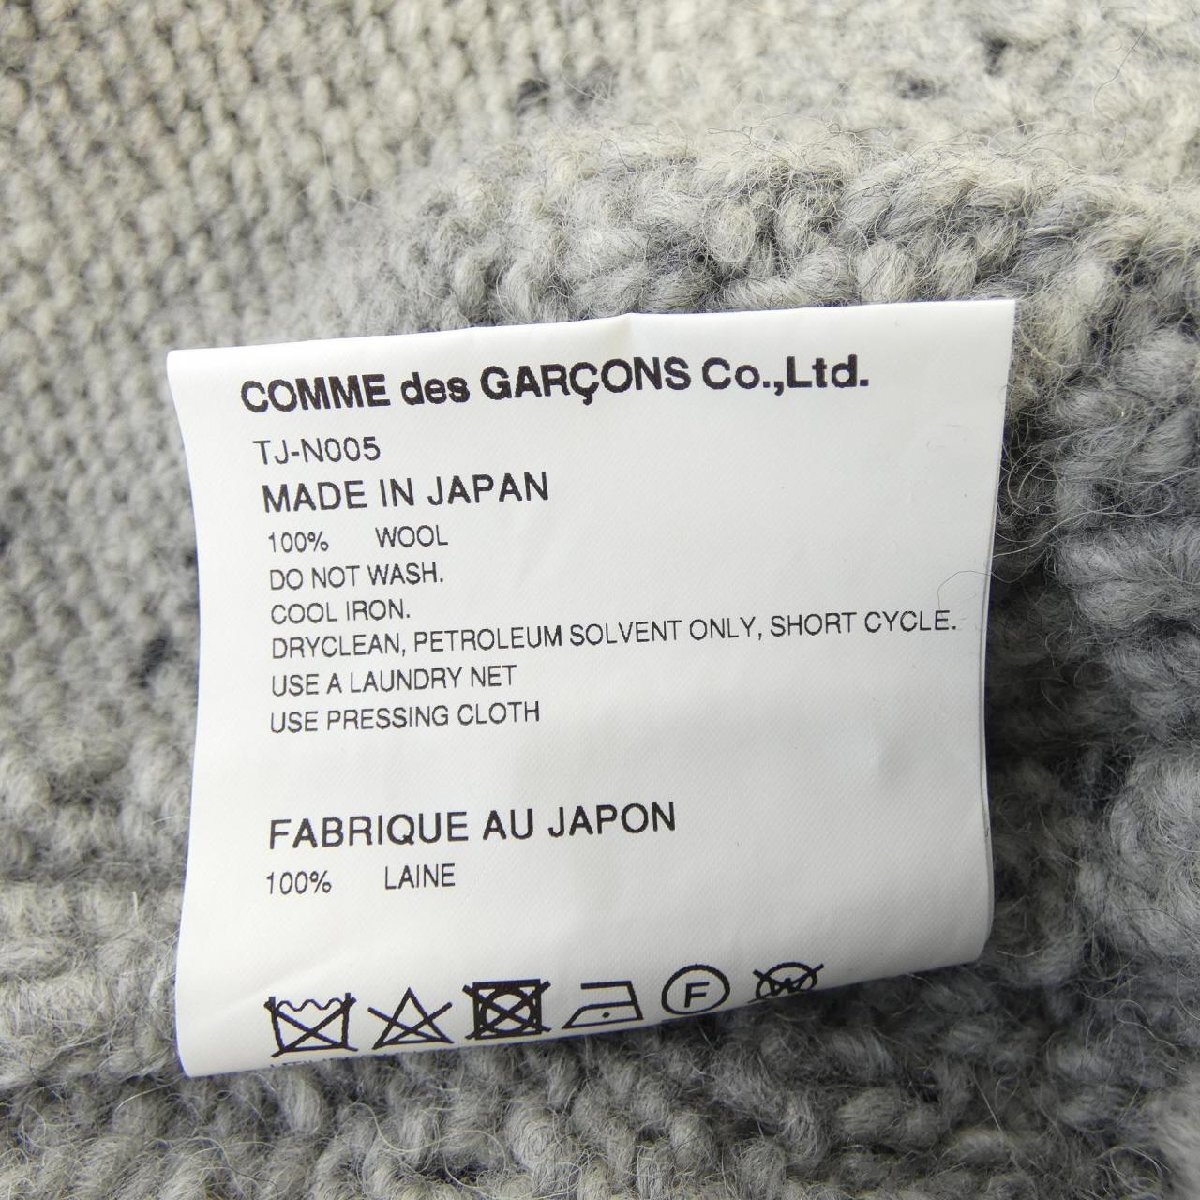 COMME des GARÇONS Co.,Ltd.
TJ-N005
MADE IN JAPAN
100% WOOL
DO NOT WASH.
COOL IRON.
DRYCLEAN, PETROLEUM SOLVENT ONLY, SHORT CYCLE.
USE A LAUNDRY NET
USE PRESSING CLOTH
FABRIQUE AU JAPON
100% LAINE
F W